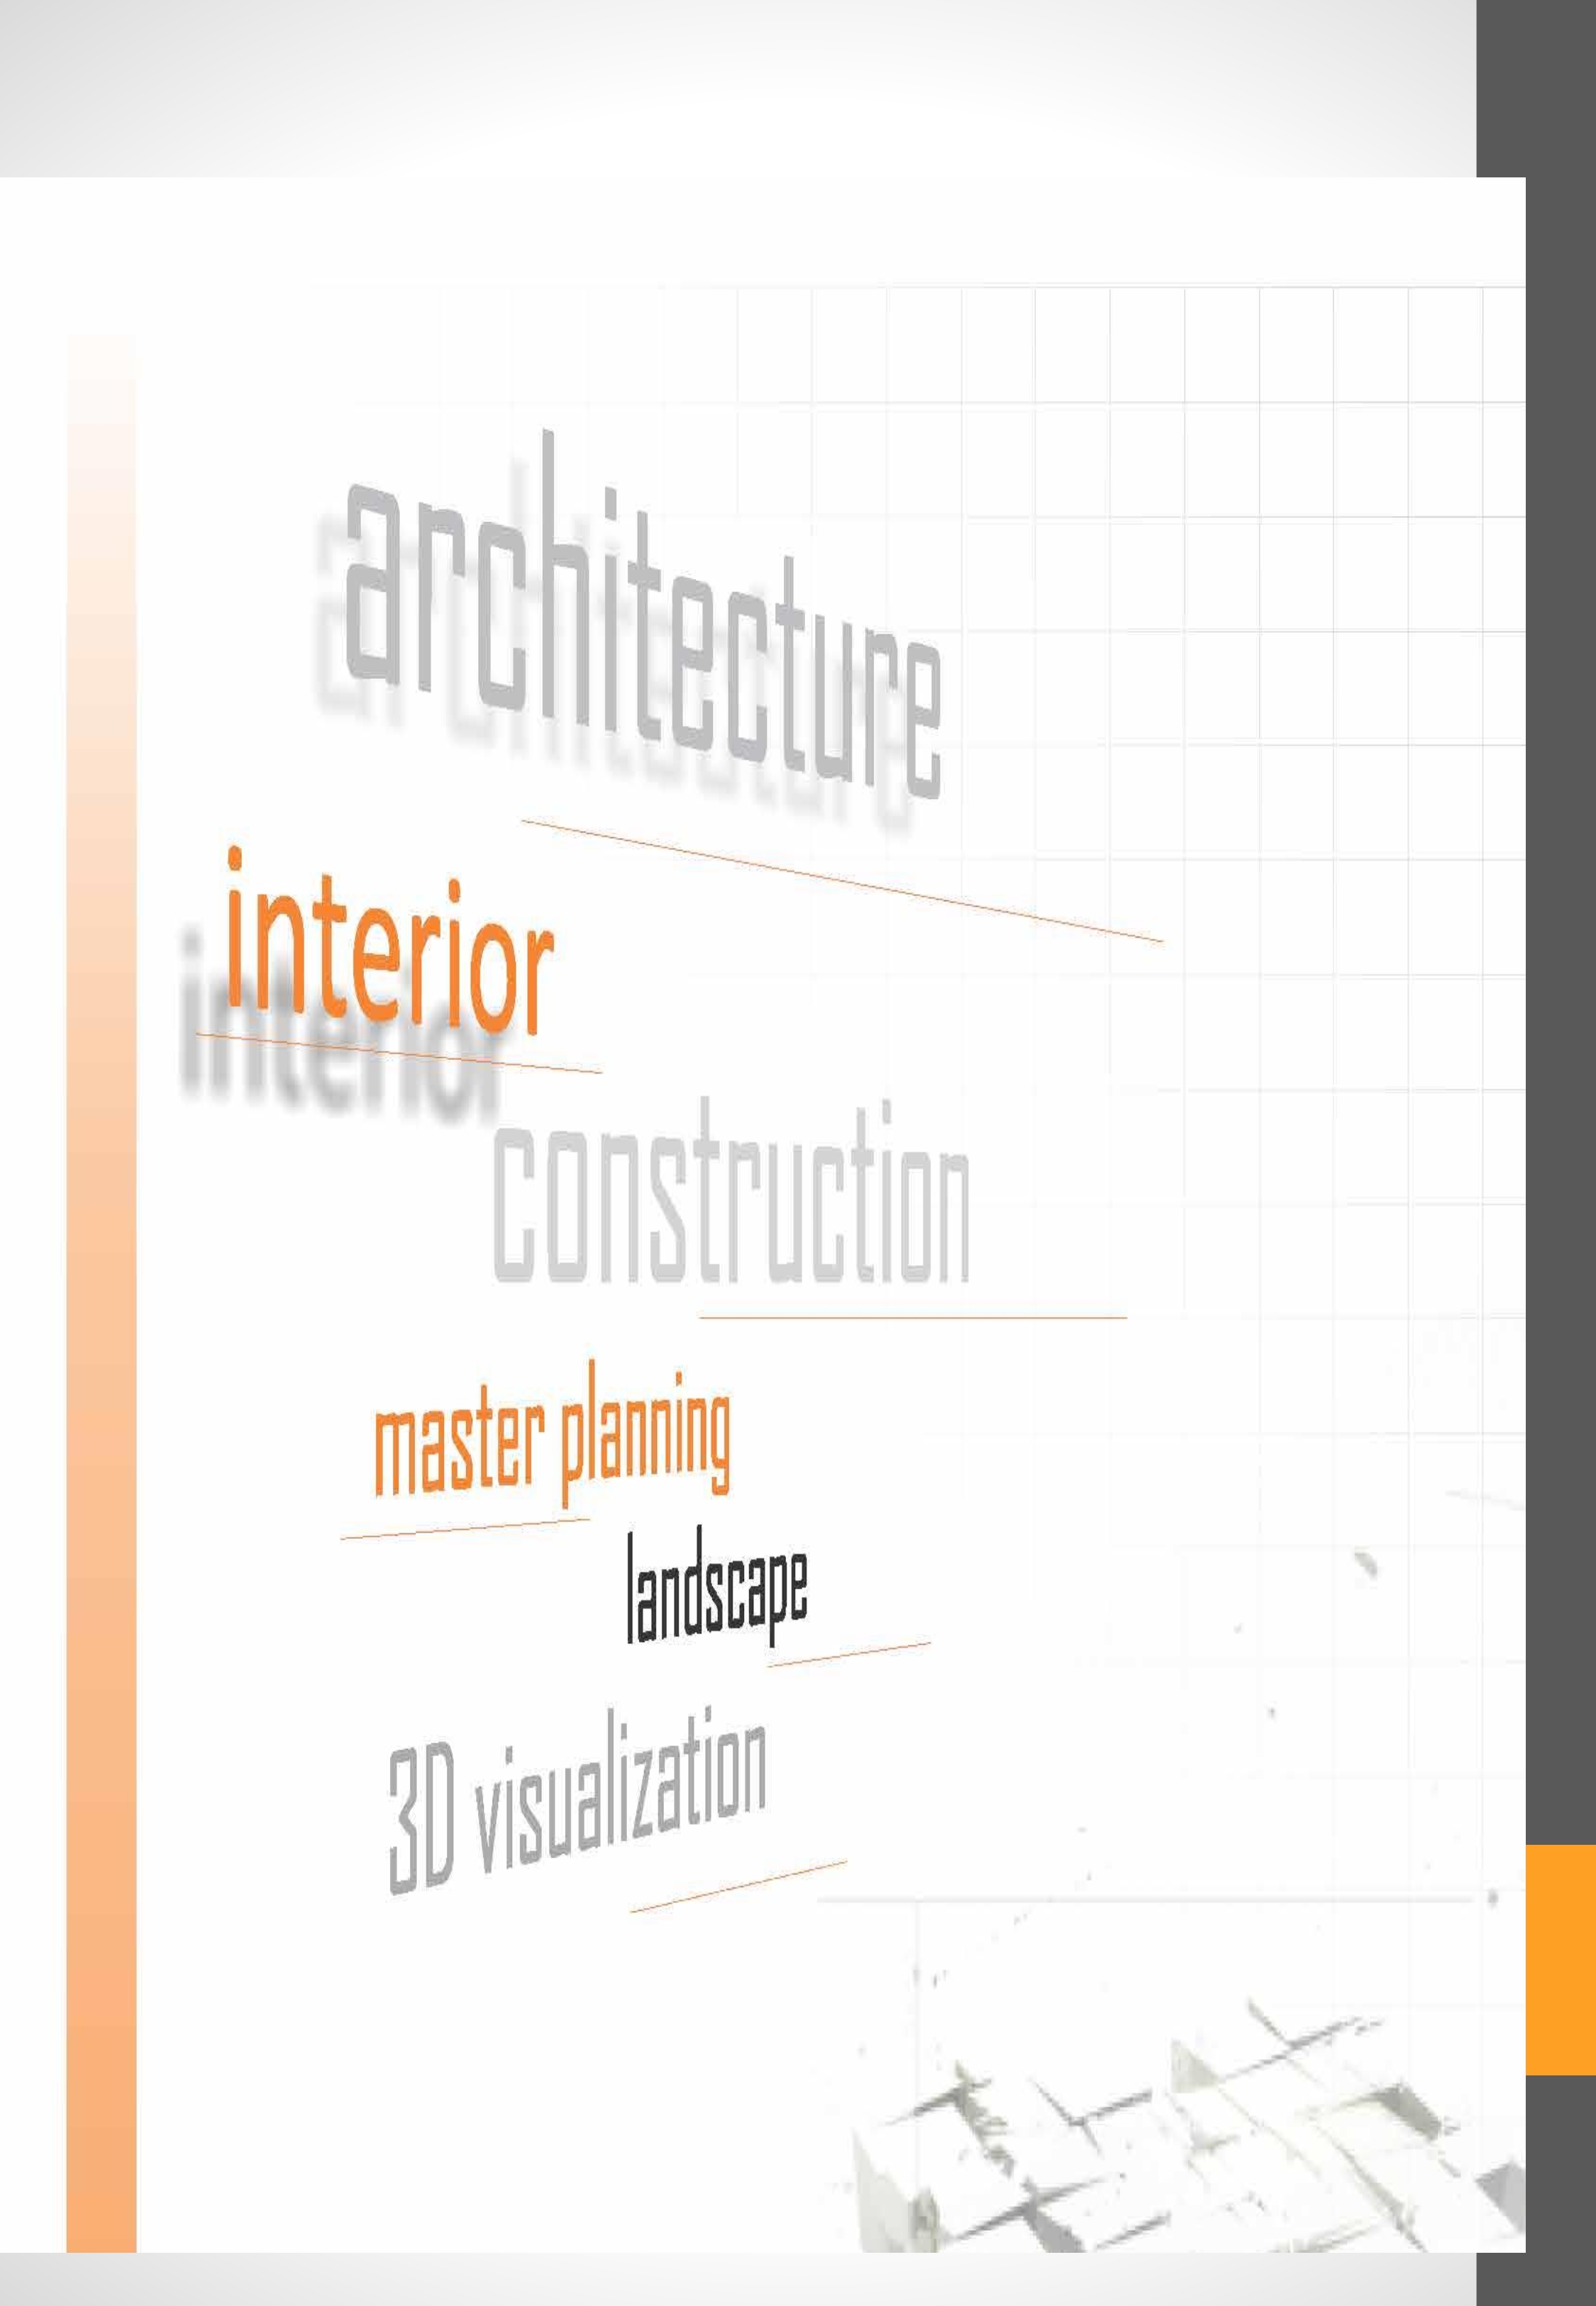 architecture
interior
construction
master planning
landscape
3D visualization